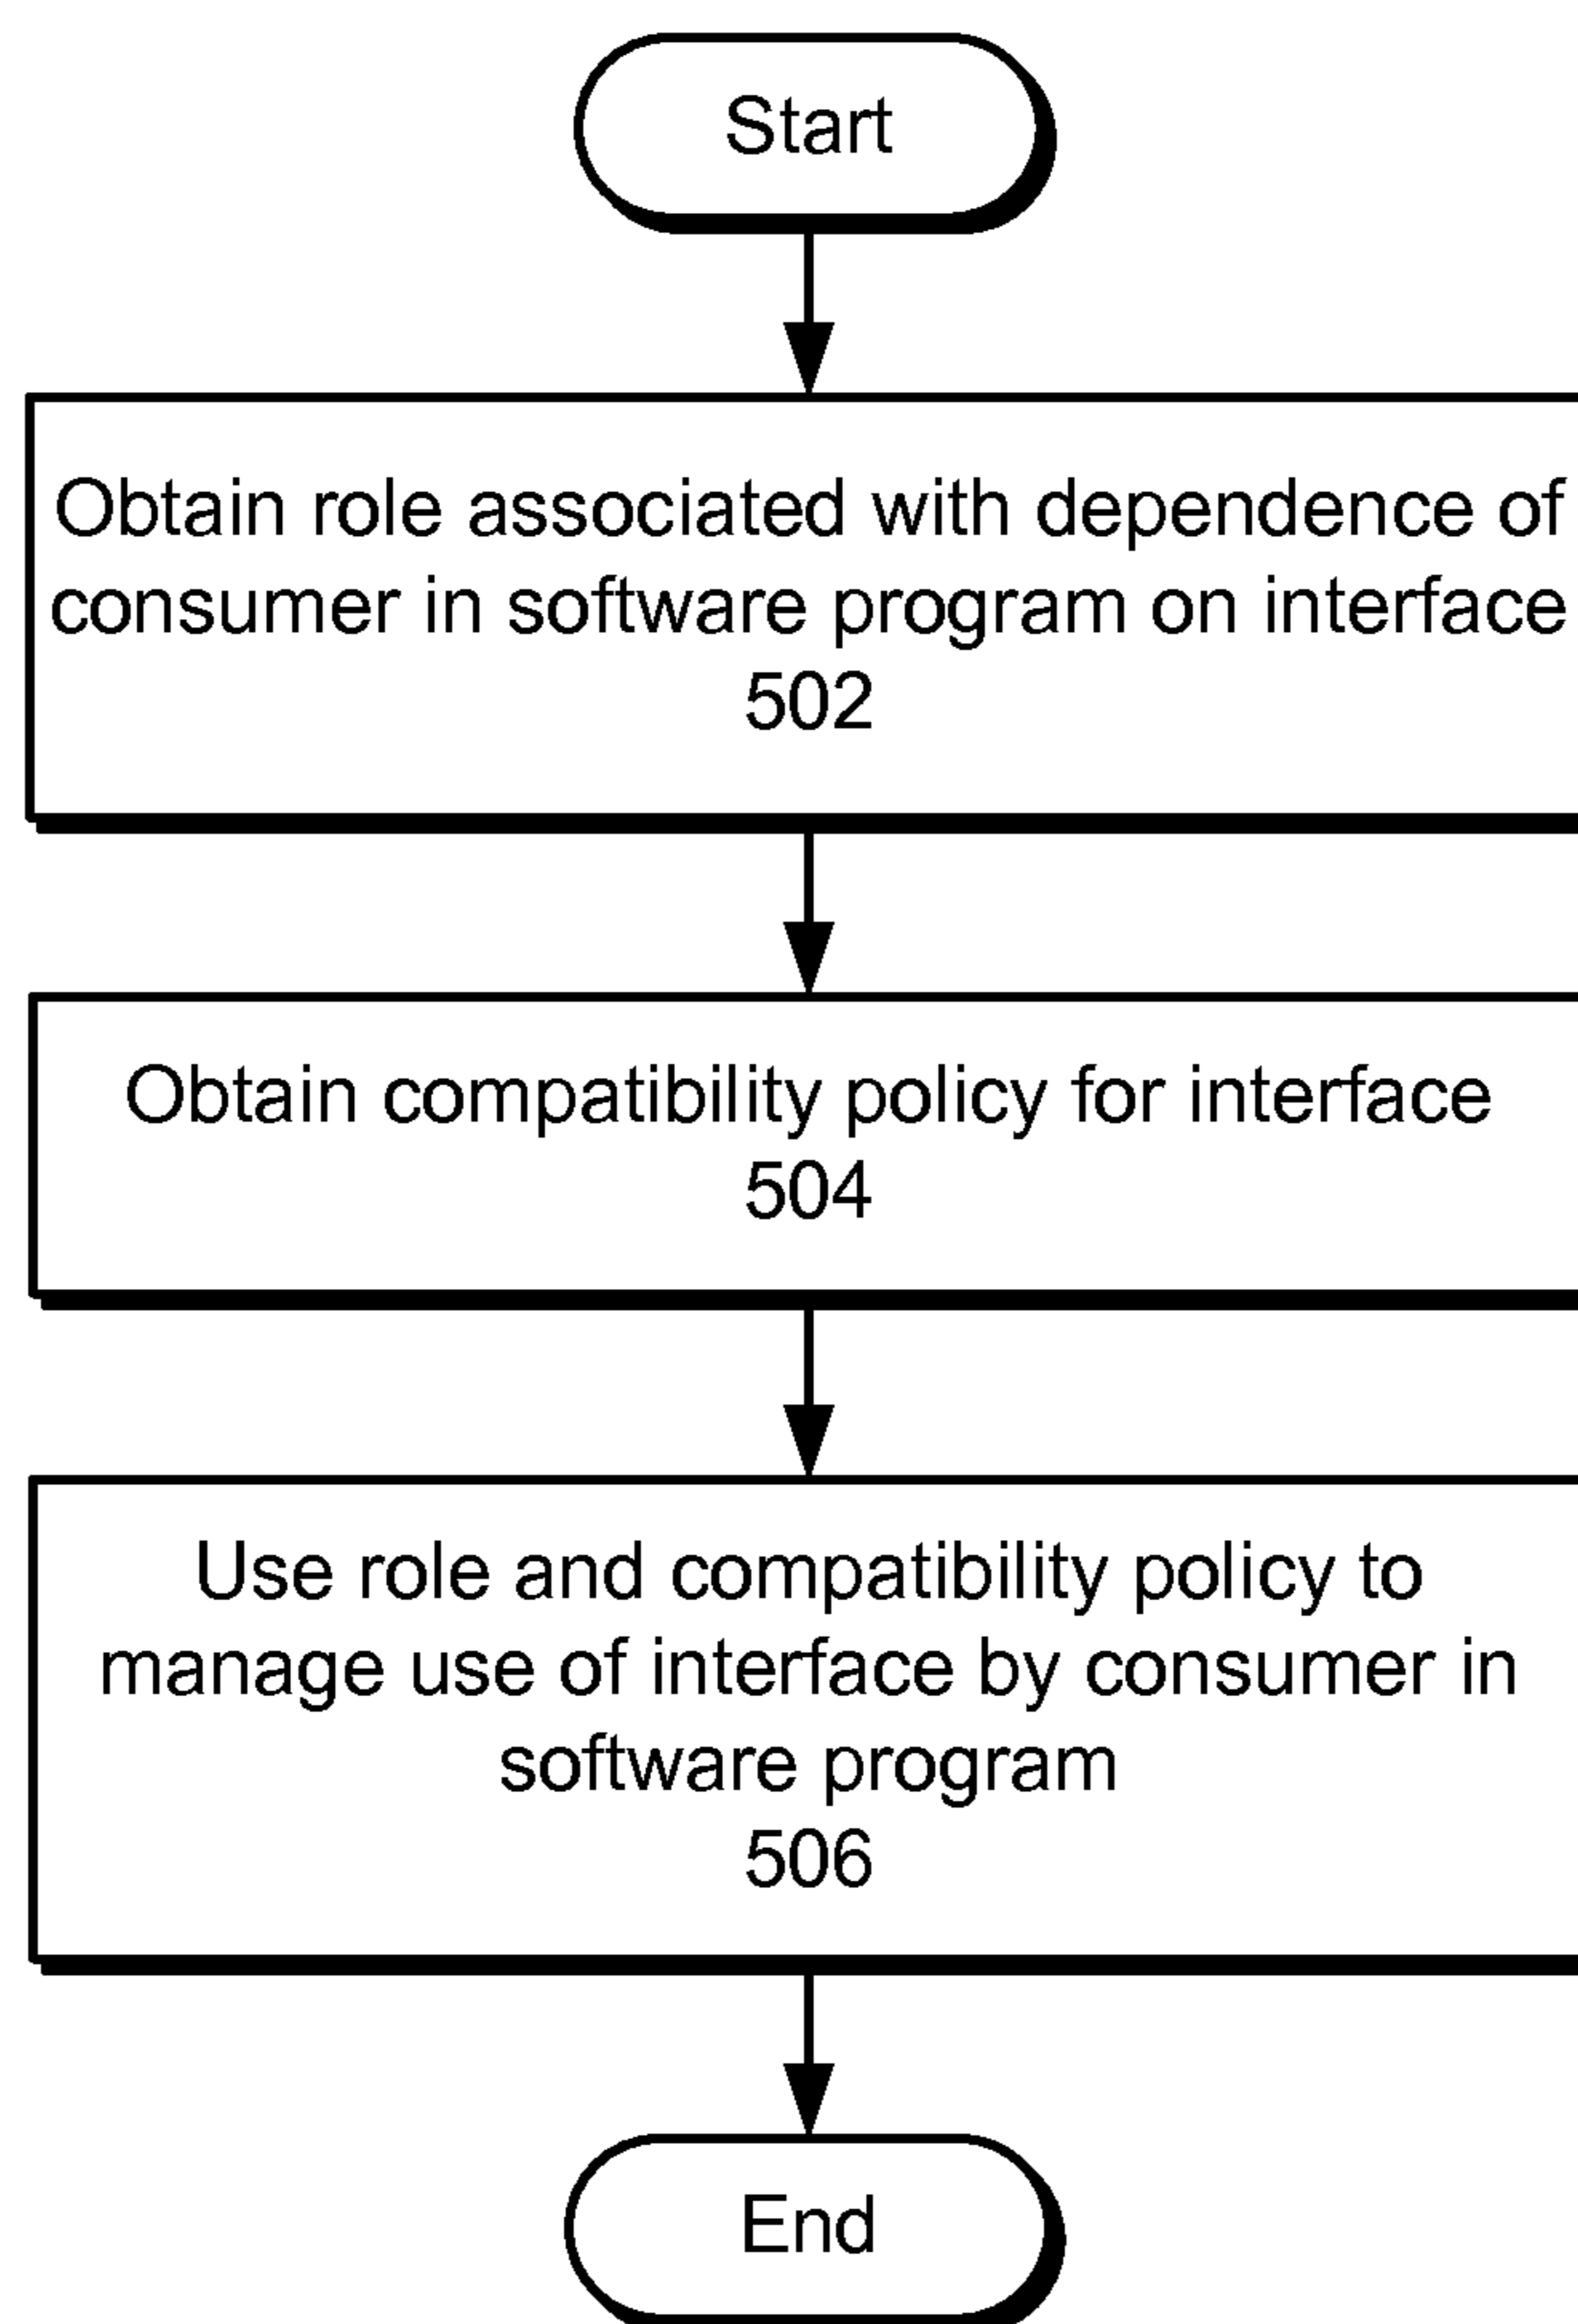 Start
Obtain role associated with dependence of
consumer in software program on interface
502
Obtain compatibility policy for interface
504
Use role and compatibility policy to
manage use of interface by consumer in
software program
506
End